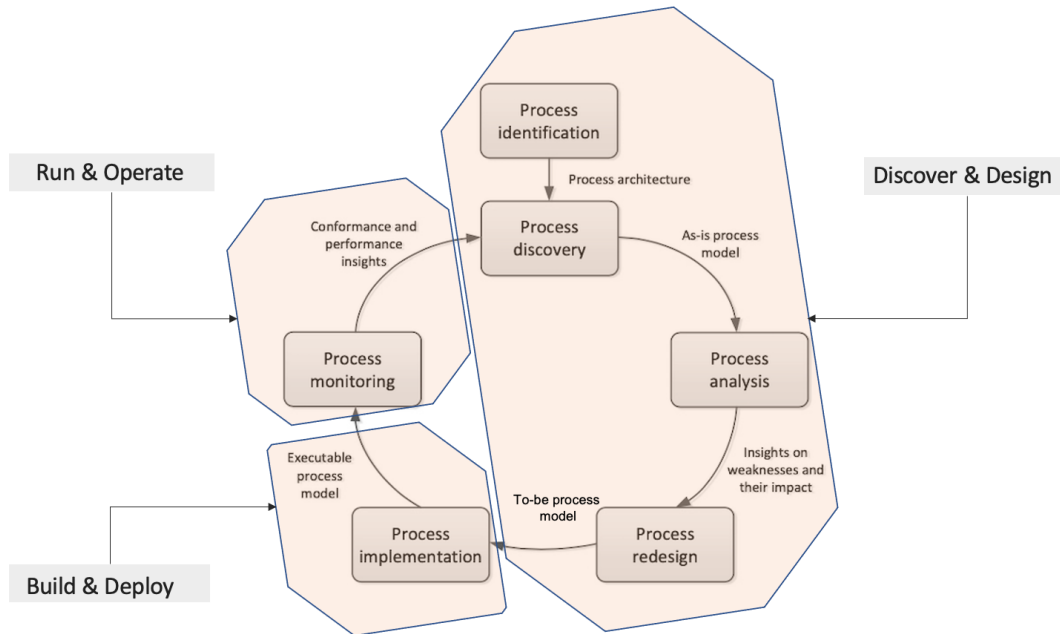 Process
identification
Process architecture
Run & Operate
Discover & Design
Process
discovery
Conformance and
performance
insights
As-is process
model
Process
monitoring
Process
analysis
Executable
process
model
Insights on
weaknesses and
their impact
To-be process
model
Process
implementation
Process
redesign
Build & Deploy